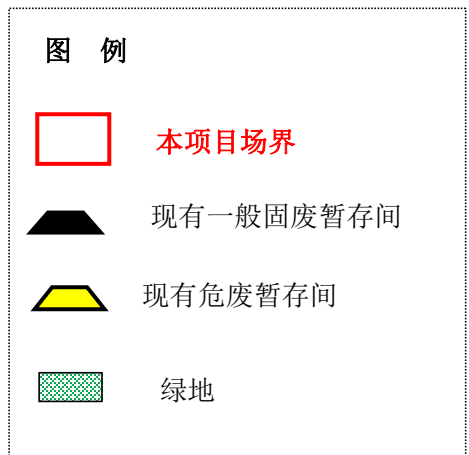 图 例
本项目场界
现有一般固废暂存间
现有危废暂存间
绿地